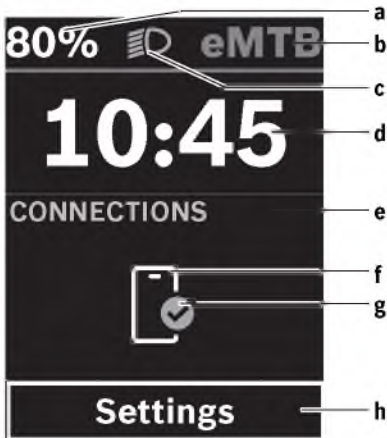 80% eMTB a
b
c
10:45 d
CONNECTIONS e
f
g
Settings h